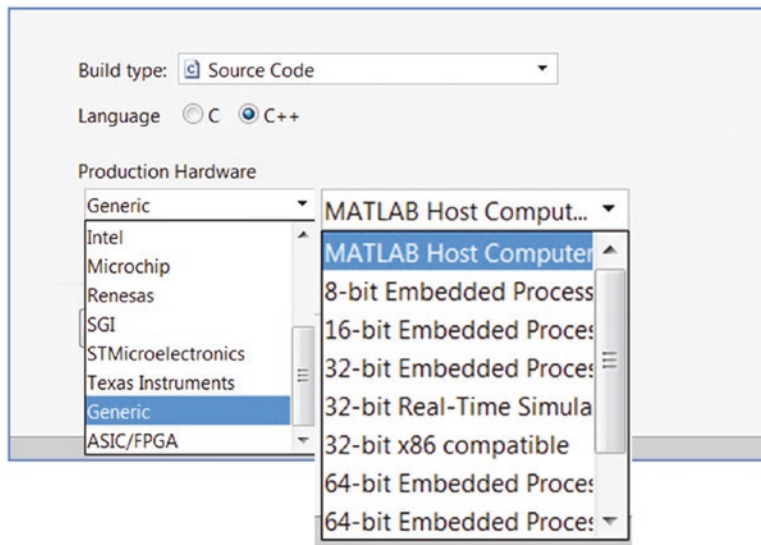 Build type: Source Code
Language C C++
Production Hardware
Generic
Intel
Microchip
Renesas
SGI
STMicroelectronics
Texas Instruments
Generic
ASIC/FPGA
MATLAB Host Comput...
MATLAB Host Computer
8-bit Embedded Process
16-bit Embedded Proces
32-bit Embedded Proces
32-bit Real-Time Simula
32-bit x86 compatible
64-bit Embedded Proces
64-bit Embedded Proces